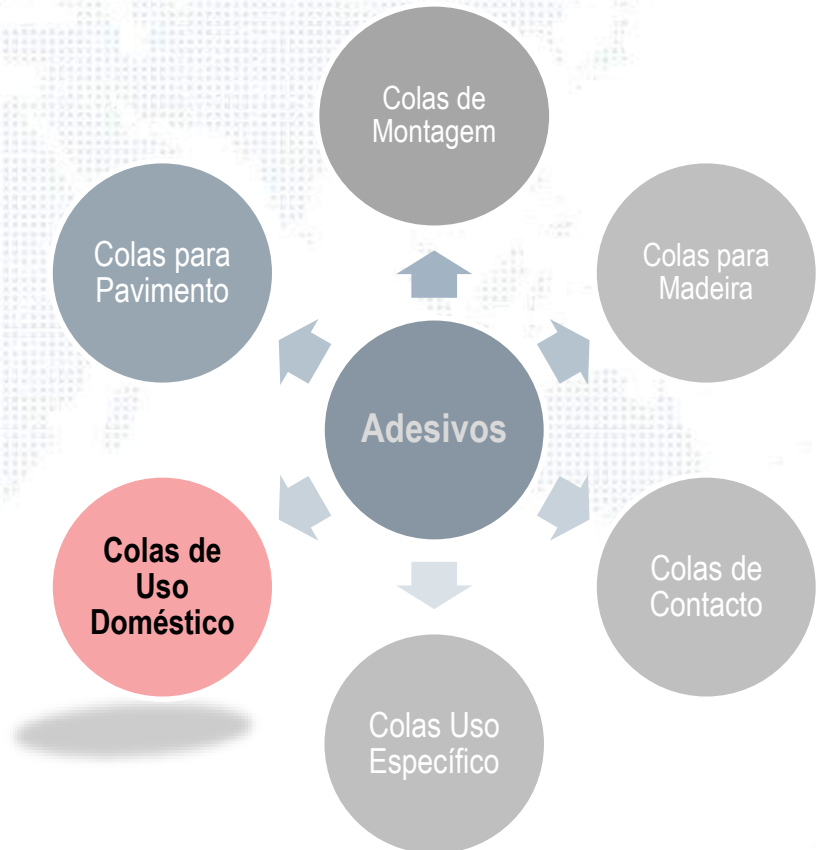 Colas de
Montagem
Colas para
Pavimento
Colas para
Madeira
Adesivos
Colas de
Uso
Doméstico
Colas de
Contacto
Colas Uso
Específico